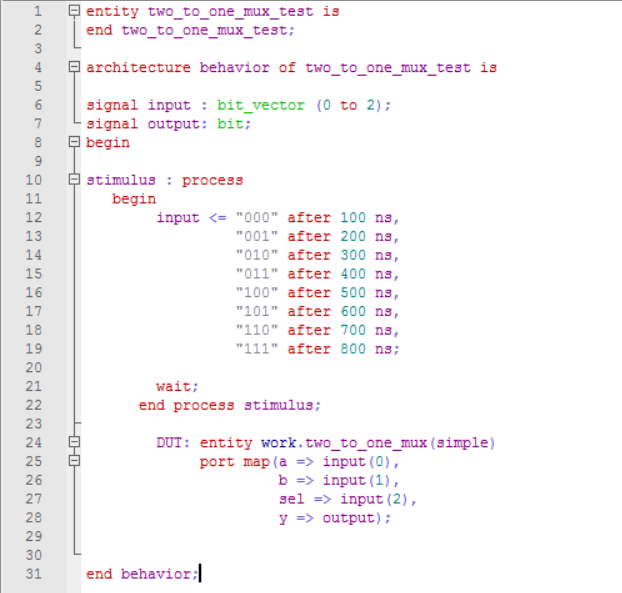 1 entity two_to_one_mux_test is
2 end two_to_one_mux_test;
3
4 architecture behavior of two_to_one_mux_test is
5
6 signal input : bit_vector (0 to 2);
7 signal output: bit;
8 begin
9
10 stimulus : process
11 begin
12 input <= "000" after 100 ns,
13 "001" after 200 ns,
14 "010" after 300 ns,
15 "011" after 400 ns,
16 "100" after 500 ns,
17 "101" after 600 ns,
18 "110" after 700 ns,
19 "111" after 800 ns;
20
21 wait;
22 end process stimulus;
23
24 DUT: entity work.two_to_one_mux(simple)
25 port map(a => input(0),
26 b => input(1),
27 sel => input(2),
28 y => output);
29
30
31 end behavior;